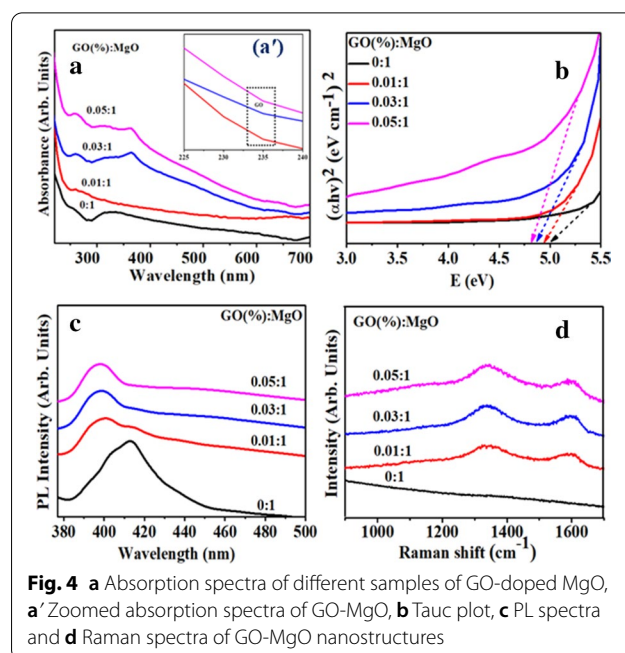 GO(%):MgO
a
(a′)
GO
225 230 235 240
0.05:1
0.03:1
0.01:1
0:1
Absorbance (Arb. Units)
300 400 500 600 700
Wavelength (nm)
GO(%):MgO
b
0:1
0.01:1
0.03:1
0.05:1
(αhν)2 (eV cm-1) 2
3.0 3.5 4.0 4.5 5.0 5.5
E (eV)
c
GO(%):MgO
0.05:1
0.03:1
0.01:1
0:1
PL Intensity (Arb. Units)
380 400 420 440 460 480 500
Wavelength (nm)
GO(%):MgO
d
0.05:1
0.03:1
0.01:1
0:1
Intensity (Arb. Units)
1000 1200 1400 1600
Raman shift (cm-1)
Fig. 4 a Absorption spectra of different samples of GO-doped MgO,
a′ Zoomed absorption spectra of GO-MgO, b Tauc plot, c PL spectra
and d Raman spectra of GO-MgO nanostructures